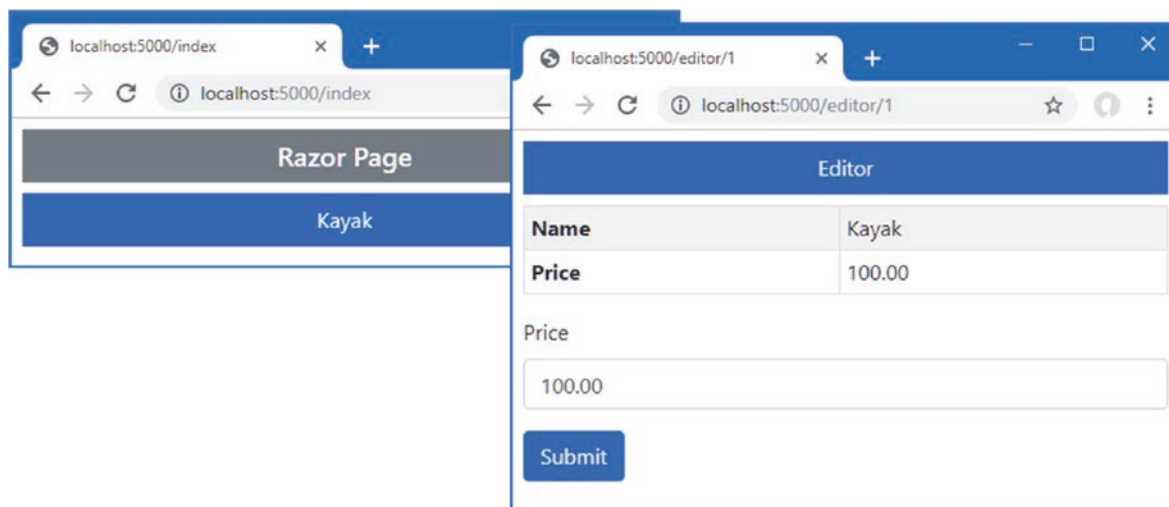 localhost:5000/index
localhost:5000/index
Razor Page
Kayak
localhost:5000/editor/1
localhost:5000/editor/1
Editor
Name Kayak
Price 100.00
Price
100.00
Submit